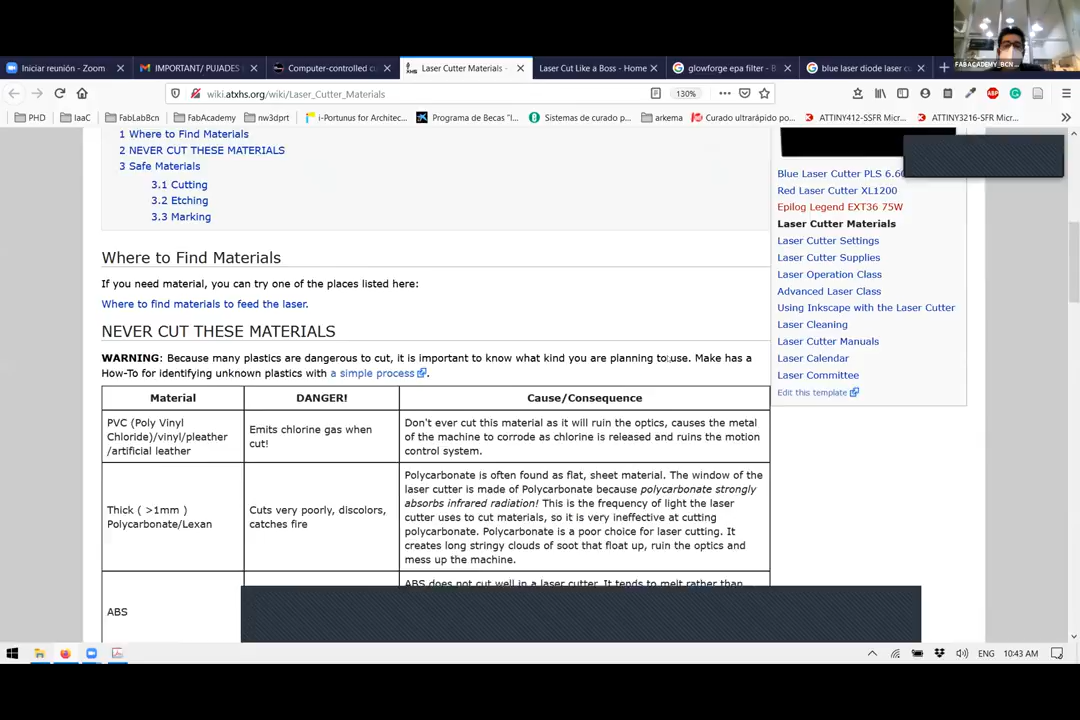 FABACADEMY_BCN ...
Iniciar reunión - Zoom
IMPORTANT/ PUJADES
Computer-controlled c
Laser Cutter Materials -
Laser Cut Like a Boss - Home
glowforge epa filter - B
blue laser diode laser c
wiki.atxhs.org/wiki/Laser_Cutter_Materials
130%
PHD
IaaC
FabLabBcn
FabAcademy
nw3dprt
i-Portunus for Architec...
Programa de Becas "I...
Sistemas de curado p...
arkema
Curado ultrarápido po...
ATTINY412-SSFR Mic...
ATTINY3216-SFR Micr...
1 Where to Find Materials
2 NEVER CUT THESE MATERIALS
3 Safe Materials
3.1 Cutting
3.2 Etching
3.3 Marking
Blue Laser Cutter PLS 6.60
Red Laser Cutter XL1200
Epilog Legend EXT36 75W
Laser Cutter Materials
Laser Cutter Settings
Laser Cutter Supplies
Laser Operation Class
Advanced Laser Class
Using Inkscape with the Laser Cutter
Laser Cleaning
Laser Cutter Manuals
Laser Calendar
Laser Committee
Edit this template
Where to Find Materials
If you need material, you can try one of the places listed here:
Where to find materials to feed the laser.
NEVER CUT THESE MATERIALS
WARNING: Because many plastics are dangerous to cut, it is important to know what kind you are planning to use. Make has a
How-To for identifying unknown plastics with a simple process.
Material
DANGER!
Cause/Consequence
PVC (Poly Vinyl
Chloride)/vinyl/pleather
/artificial leather
Emits chlorine gas when
cut!
Don't ever cut this material as it will ruin the optics, causes the metal
of the machine to corrode as chlorine is released and ruins the motion
control system.
Thick ( >1mm )
Polycarbonate/Lexan
Cuts very poorly, discolors,
catches fire
Polycarbonate is often found as flat, sheet material. The window of the
laser cutter is made of Polycarbonate because polycarbonate strongly
absorbs infrared radiation! This is the frequency of light the laser
cutter uses to cut materials, so it is very ineffective at cutting
polycarbonate. Polycarbonate is a poor choice for laser cutting. It
creates long stringy clouds of soot that float up, ruin the optics and
mess up the machine.
ABS
ABS does not cut well in a laser cutter. It tends to melt rather than
ENG
10:43 AM